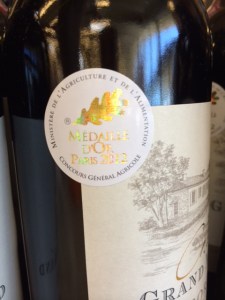 MINISTÈRE DE L'AGRICULTURE ET DE L'ALIMENTATION
®
MÉDAILLE
D'OR
PARIS 2012
CONCOURS GÉNÉRAL AGRICOLE
GRAND